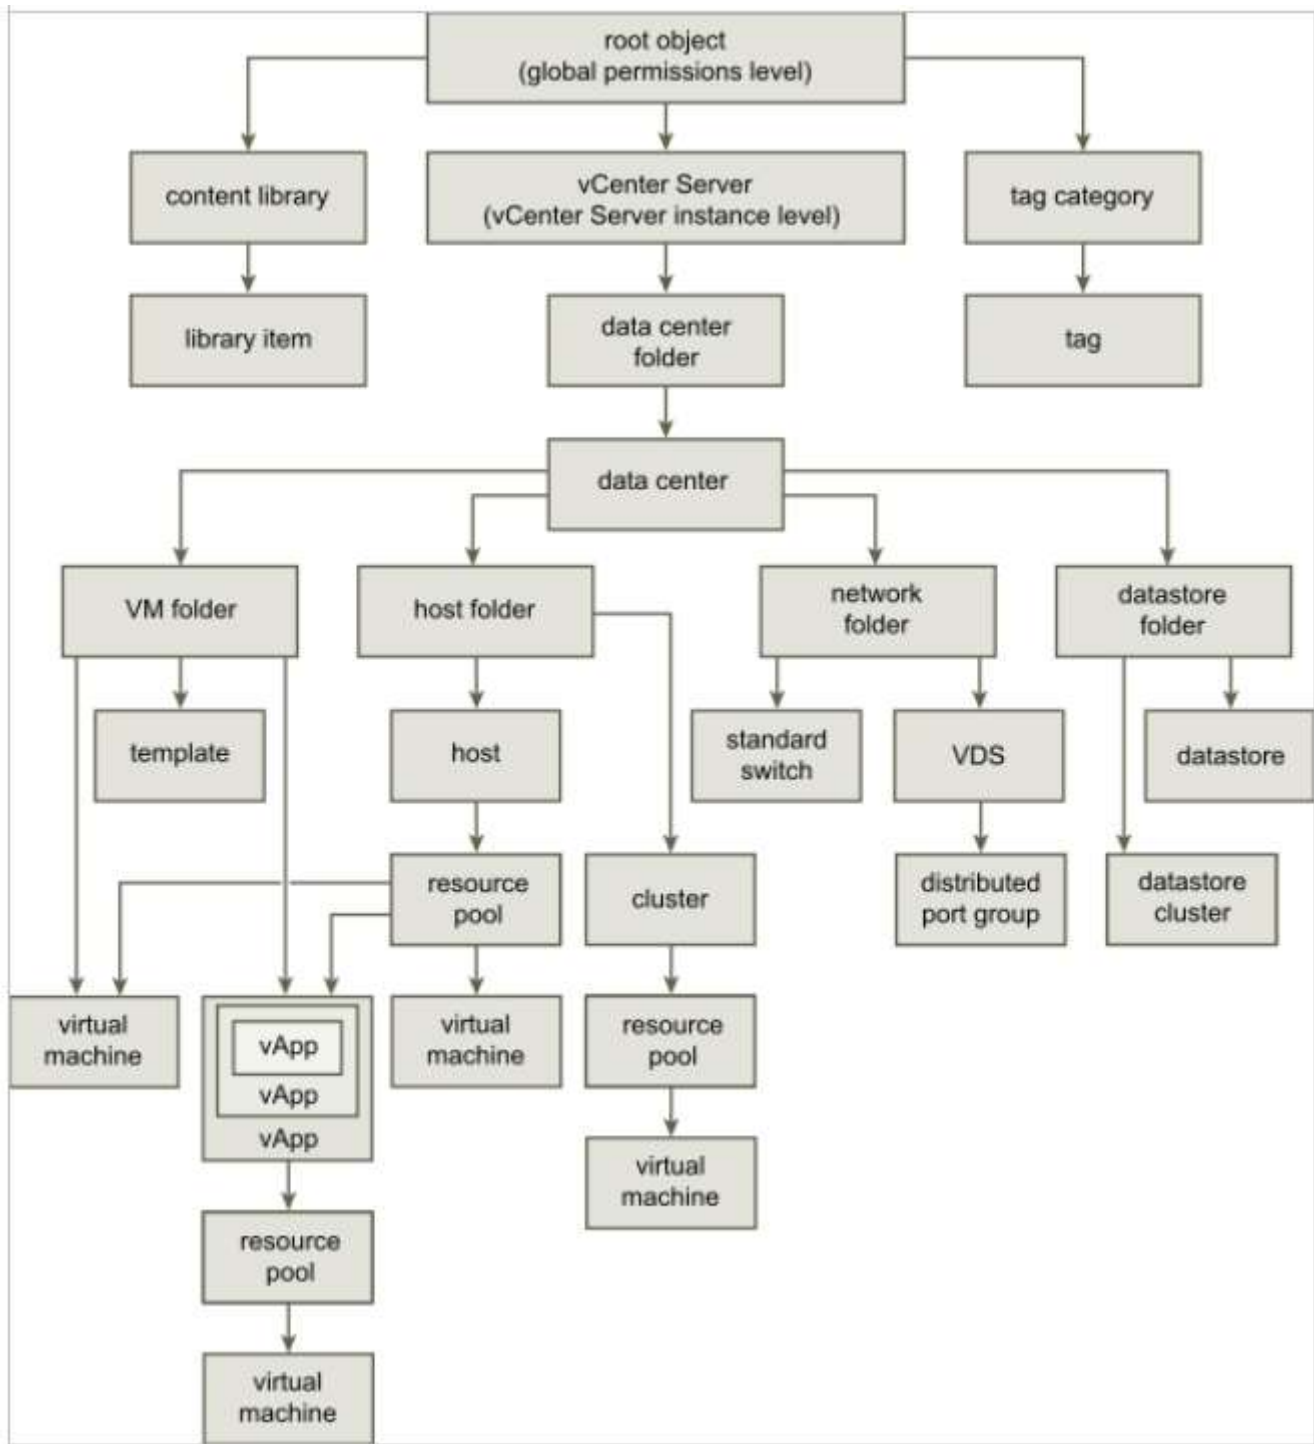 root object
(global permissions level)
content library
vCenter Server
(vCenter Server instance level)
tag category
library item
data center
folder
tag
data center
VM folder
host folder
network
folder
datastore
folder
template
host
standard
switch
VDS
datastore
resource
pool
cluster
distributed
port group
datastore
cluster
virtual
machine
vApp
vApp
vApp
virtual
machine
resource
pool
virtual
machine
resource
pool
virtual
machine